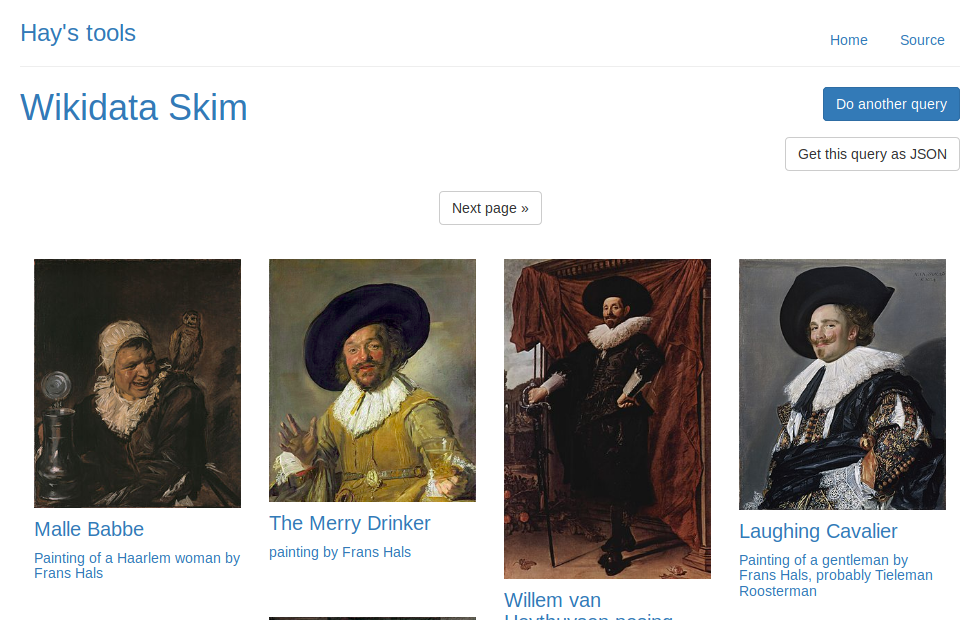 Hay's tools
Home
Source
Wikidata Skim
Do another query
Get this query as JSON
Next page »
Malle Babbe
Painting of a Haarlem woman by
Frans Hals
The Merry Drinker
painting by Frans Hals
Willem van
Laughing Cavalier
Painting of a gentleman by
Frans Hals, probably Tieleman
Roosterman